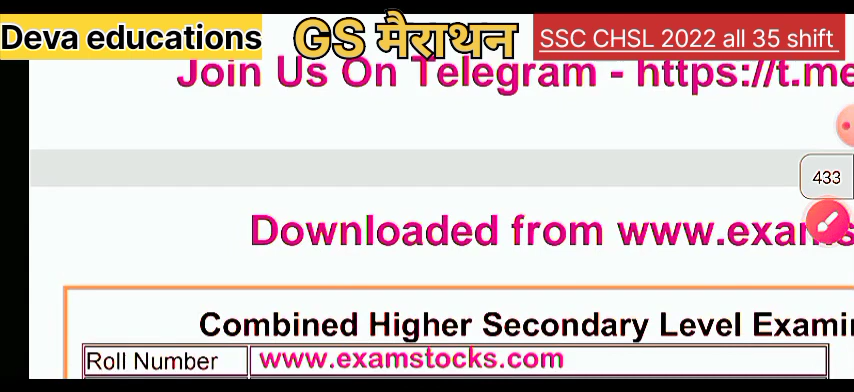 Deva educations GS मैराथन SSC CHSL 2022 all 35 shift
Join Us On Telegram - https://t.me
433
Downloaded from www.exams
Combined Higher Secondary Level
Roll Number www.examstocks.com